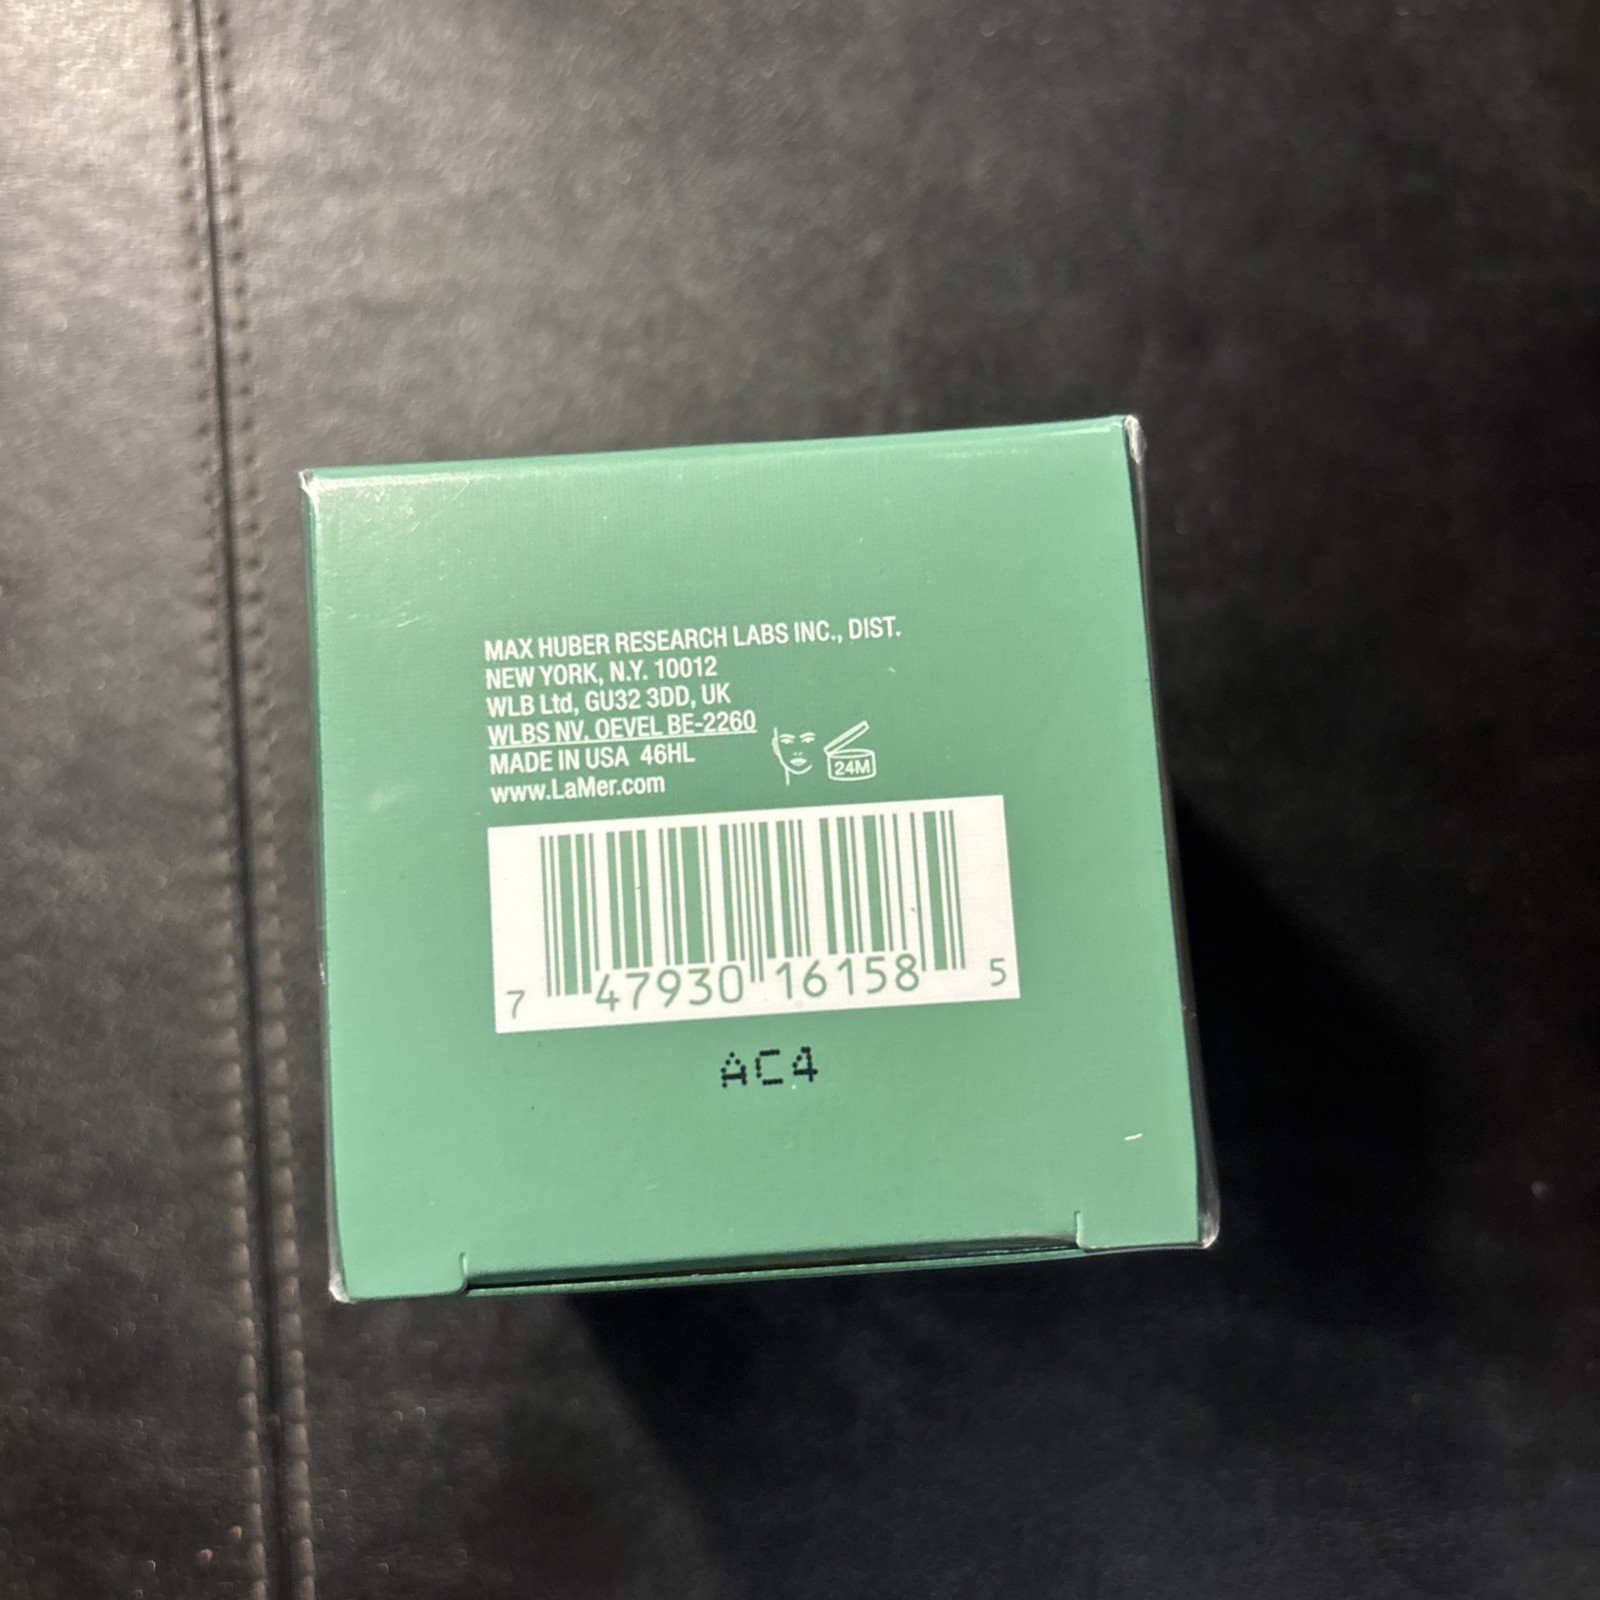 MAX HUBER RESEARCH LABS INC., DIST.
NEW YORK, N.Y. 10012
WLB Ltd, GU32 3DD, UK
WLBS NV. OEVEL BE-2260
MADE IN USA 46HL
www.LaMer.com
24M
7 47930 16158 5
AC4